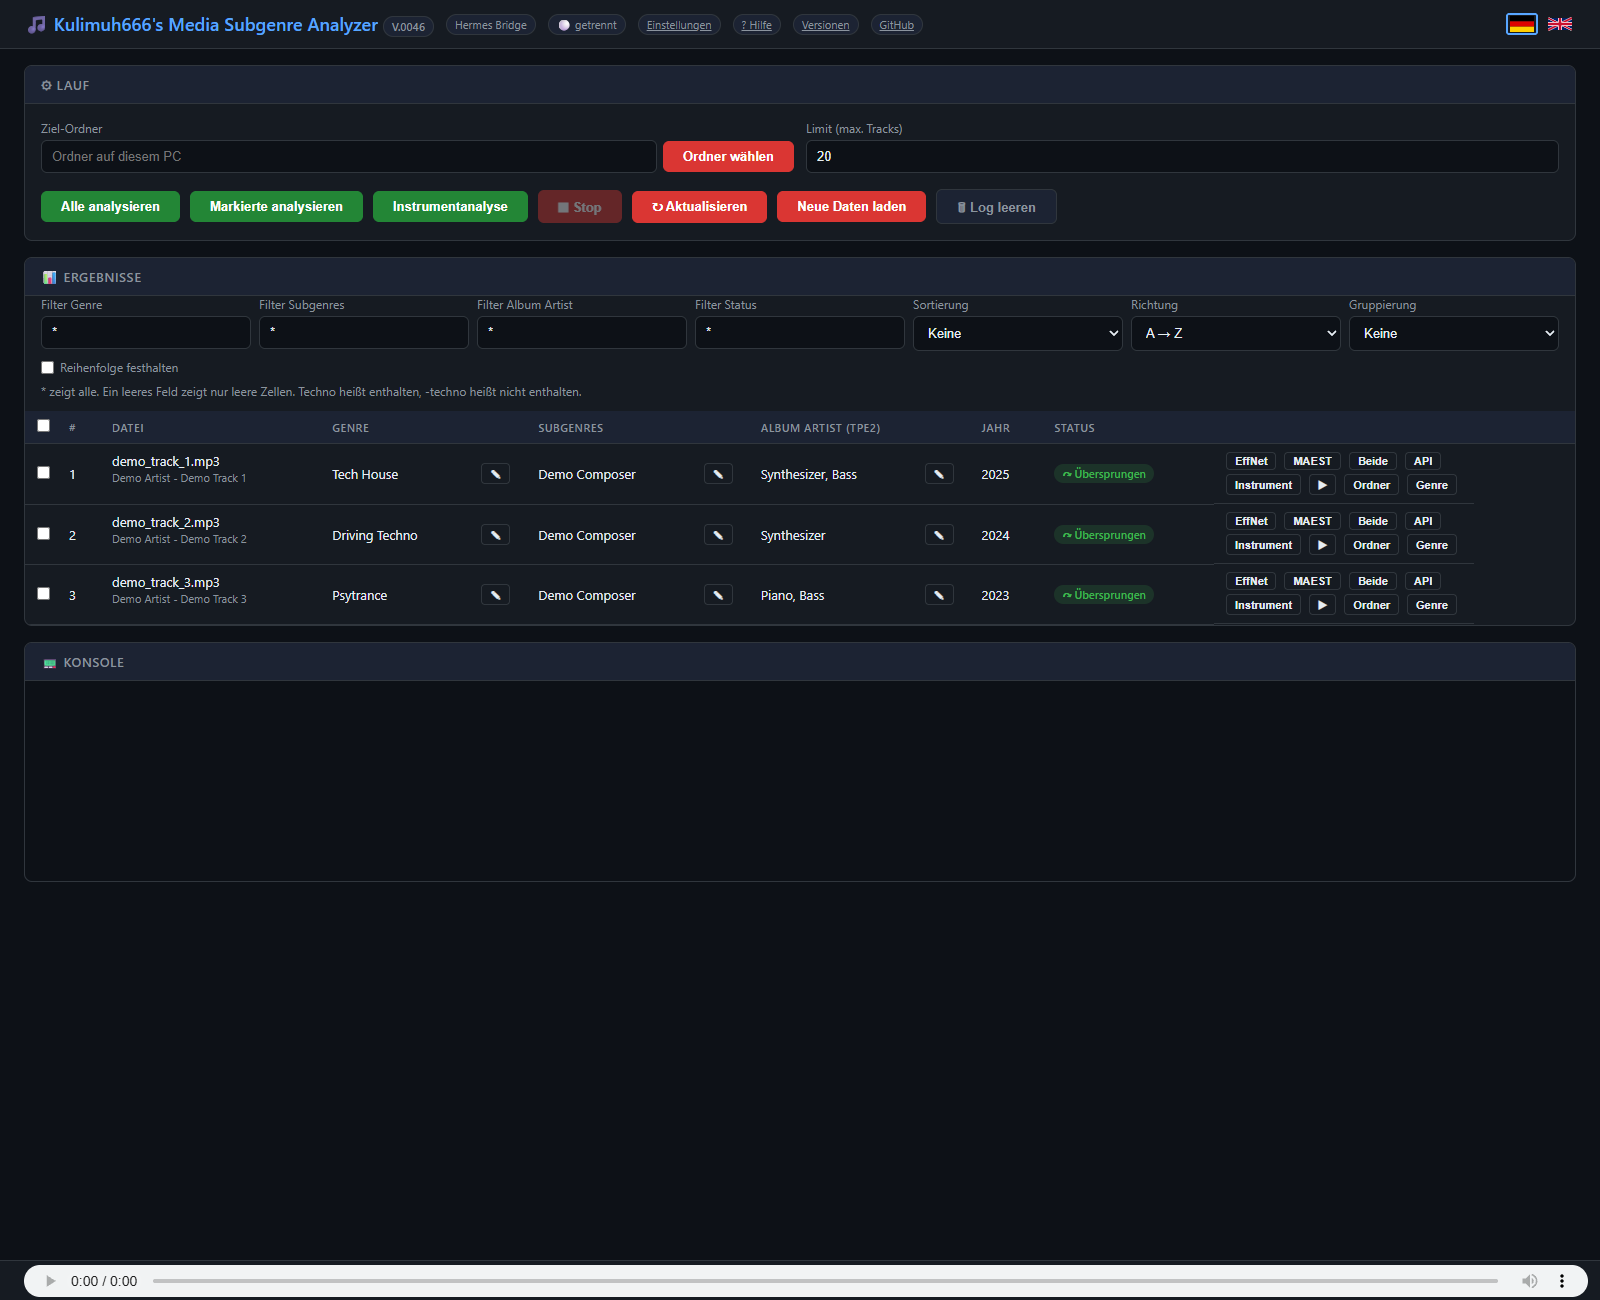 Kulimuh666's Media Subgenre Analyzer V.0046 Hermes Bridge getrennt Einstellungen ? Hilfe Versionen GitHub
LAUF
Ziel-Ordner Limit (max. Tracks)
Ordner auf diesem PC Ordner wählen 20
Alle analysieren Markierte analysieren Instrumentanalyse Stop Aktualisieren Neue Daten laden Log leeren
ERGEBNISSE
Filter Genre Filter Subgenres Filter Album Artist Filter Status Sortierung Richtung Gruppierung
* * * * Keine A → Z Keine
Reihenfolge festhalten
* zeigt alle. Ein leeres Feld zeigt nur leere Zellen. Techno heißt enthalten, -techno heißt nicht enthalten.
# DATEI GENRE SUBGENRES ALBUM ARTIST (TPE2) JAHR STATUS
demo_track_1.mp3 EffNet MAEST Beide API
1 Tech House Demo Composer Synthesizer, Bass 2025 Übersprungen
Demo Artist - Demo Track 1 Instrument Ordner Genre
demo_track_2.mp3 EffNet MAEST Beide API
2 Driving Techno Demo Composer Synthesizer 2024 Übersprungen
Demo Artist - Demo Track 2 Instrument Ordner Genre
demo_track_3.mp3 EffNet MAEST Beide API
3 Psytrance Demo Composer Piano, Bass 2023 Übersprungen
Demo Artist - Demo Track 3 Instrument Ordner Genre
KONSOLE
0:00 / 0:00